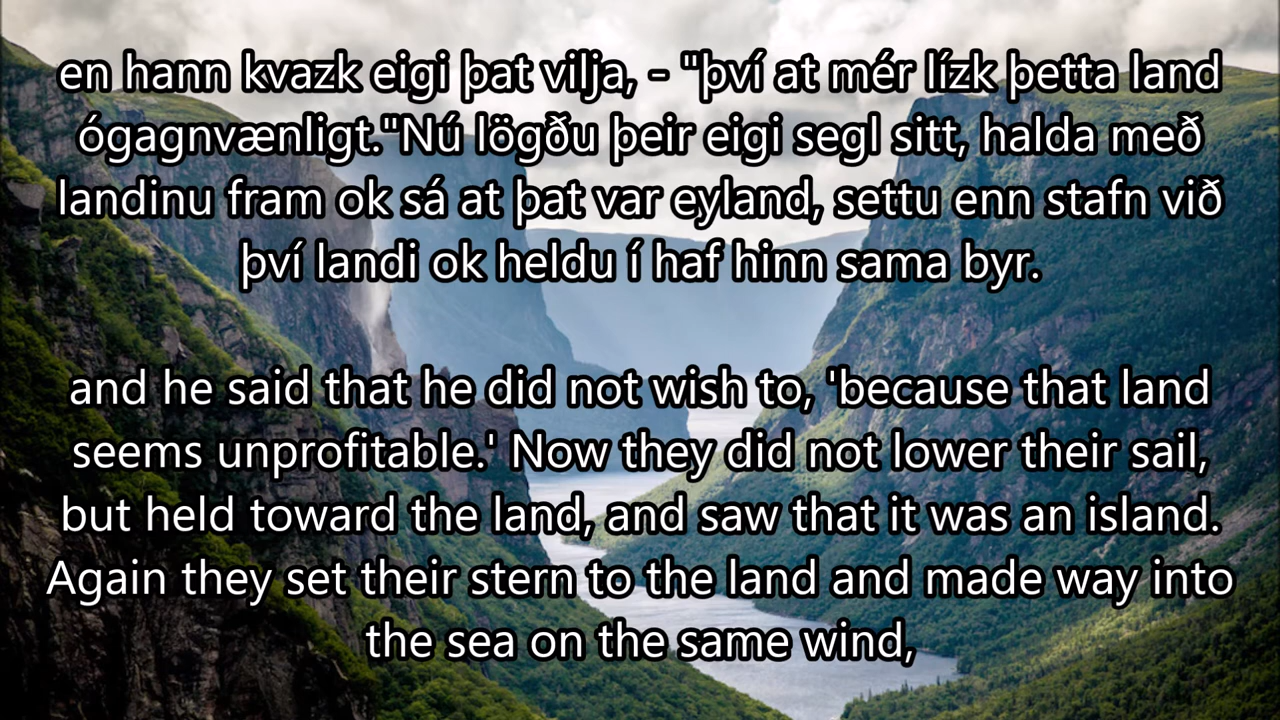 en hann kvazk eigi þat vilja, - "því at mér lízk þetta land
ógagnvænligt."Nú lögðu þeir eigi segl sitt, halda með
landinu fram ok sá at þat var eyland, settu enn stafn við
því landi ok heldu í haf hinn sama byr.
and he said that he did not wish to, 'because that land
seems unprofitable.' Now they did not lower their sail,
but held toward the land, and saw that it was an island.
Again they set their stern to the land and made way into
the sea on the same wind,